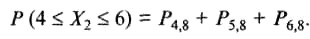 P (4 ≤ X₂ ≤ 6) = P₄,₈ + P₅,₈ + P₆,₈.